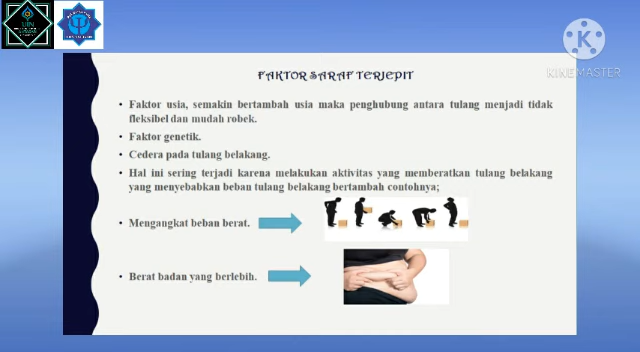 UIN
KINEMASTER
FAKTOR SARAF TERJEPIT
• Faktor usia, semakin bertambah usia maka penghubung antara tulang menjadi tidak
fleksibel dan mudah robek.
• Faktor genetik.
• Cedera pada tulang belakang.
• Hal ini sering terjadi karena melakukan aktivitas yang memberatkan tulang belakang
yang menyebabkan beban tulang belakang bertambah contohnya;
• Mengangkat beban berat.
• Berat badan yang berlebih.